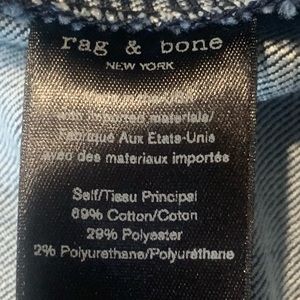 rag & bone
NEW YORK
with imported materials/
Fabriqué Aux Etats-Unis
avec des materiaux importés
Self/Tissu Principal
69% Cotton/Coton
29% Polyester
2% Polyurethane/Polyuréthane